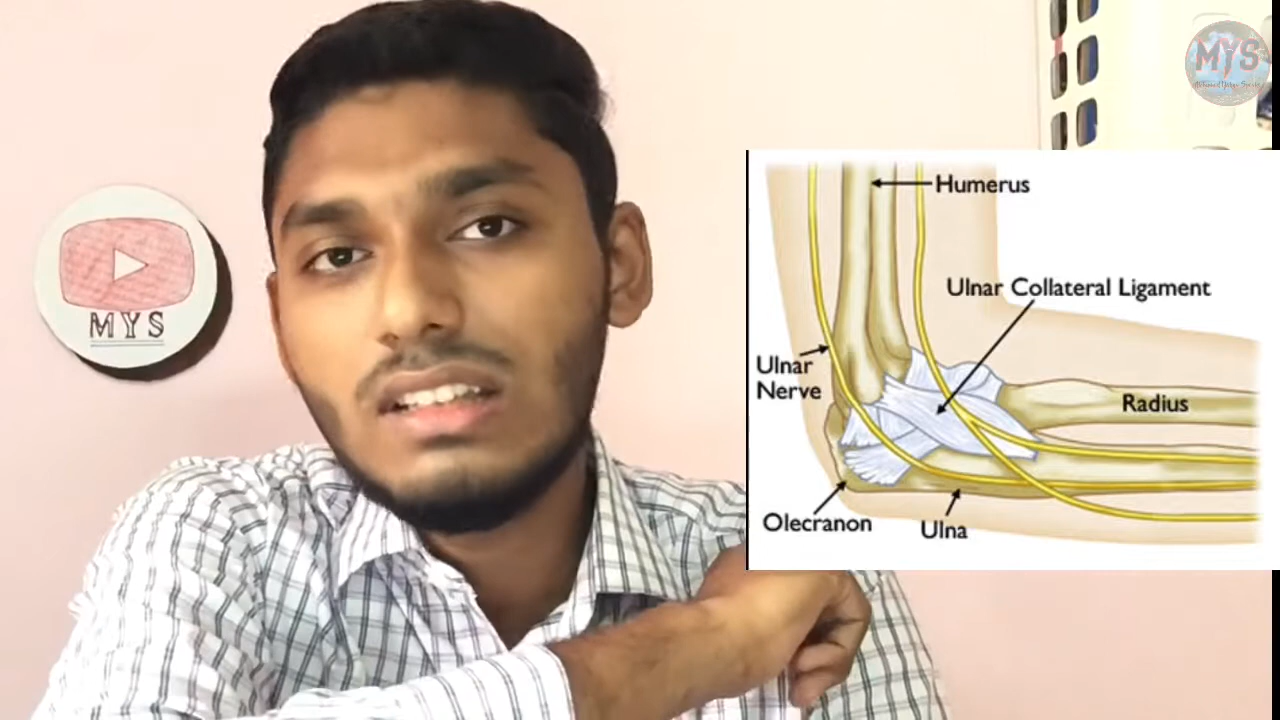 MYS
MYS
Humerus
Ulnar Collateral Ligament
Ulnar
Nerve
Radius
Olecranon
Ulna